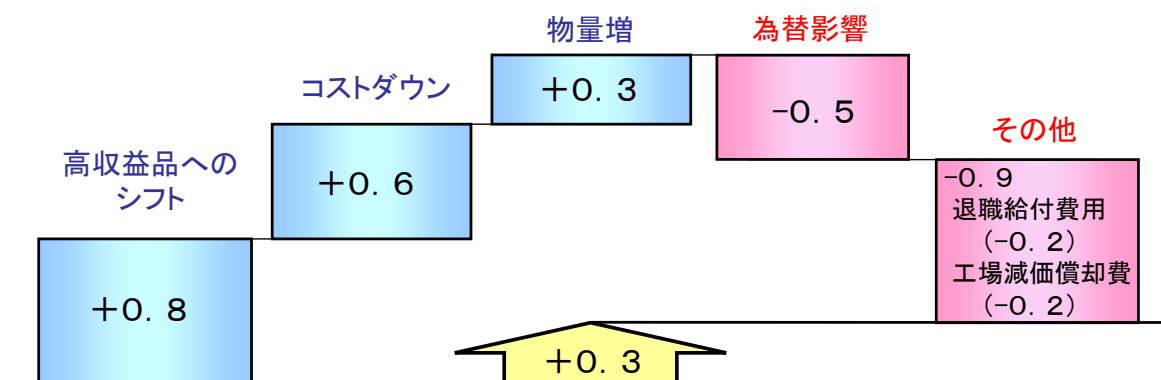 高収益品への
シフト
＋0．8
コストダウン
＋0．6
物量増
＋0．3
為替影響
−0．5
その他
−0．9
退職給付費用
（−0．2）
工場減価償却費
（−0．2）
＋0．3